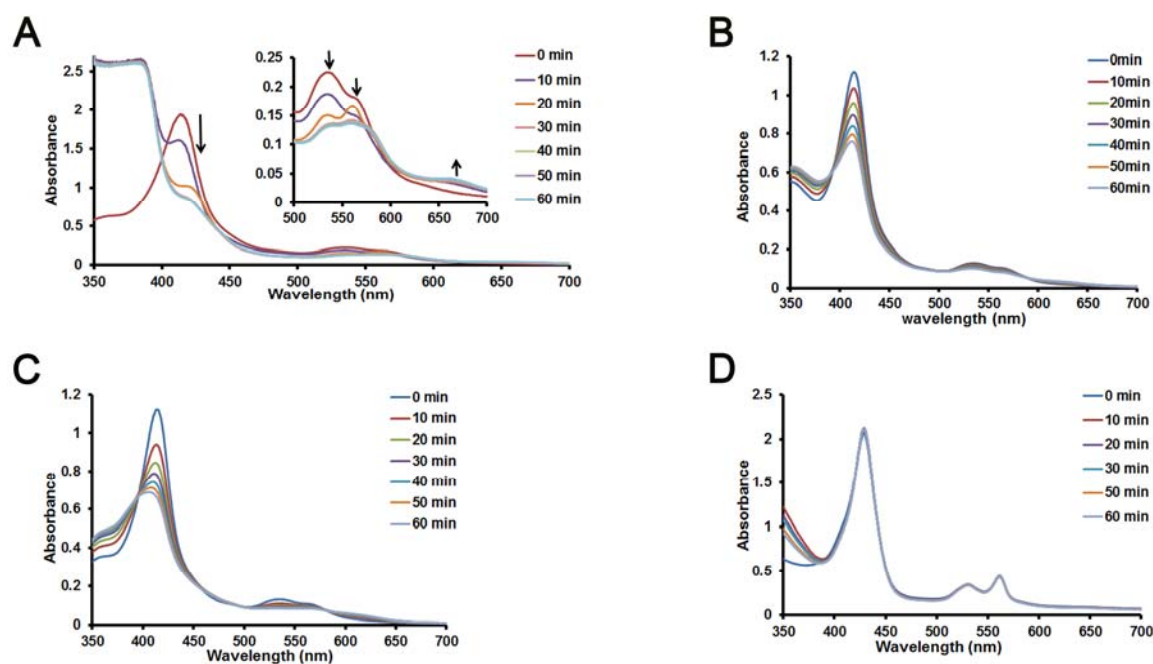 A
2.5
2
1.5
1
0.5
0
350 400 450 500 550 600 650 700
Absorbance
Wavelength (nm)
0.25
0.2
0.15
0.1
0.05
0
500 550 600 650 700
0 min
10 min
20 min
30 min
40 min
50 min
60 min
B
1.2
1
0.8
0.6
0.4
0.2
0
350 400 450 500 550 600 650 700
Absorbance
wavelength (nm)
0min
10min
20min
30min
40min
50min
60min
C
1.2
1
0.8
0.6
0.4
0.2
0
350 400 450 500 550 600 650 700
Absorbance
wavelength (nm)
0 min
10 min
20 min
30 min
40 min
50 min
60 min
D
2.5
2
1.5
1
0.5
0
350 400 450 500 550 600 650 700
Absorbance
wavelength (nm)
0 min
10 min
20 min
30 min
50 min
60 min